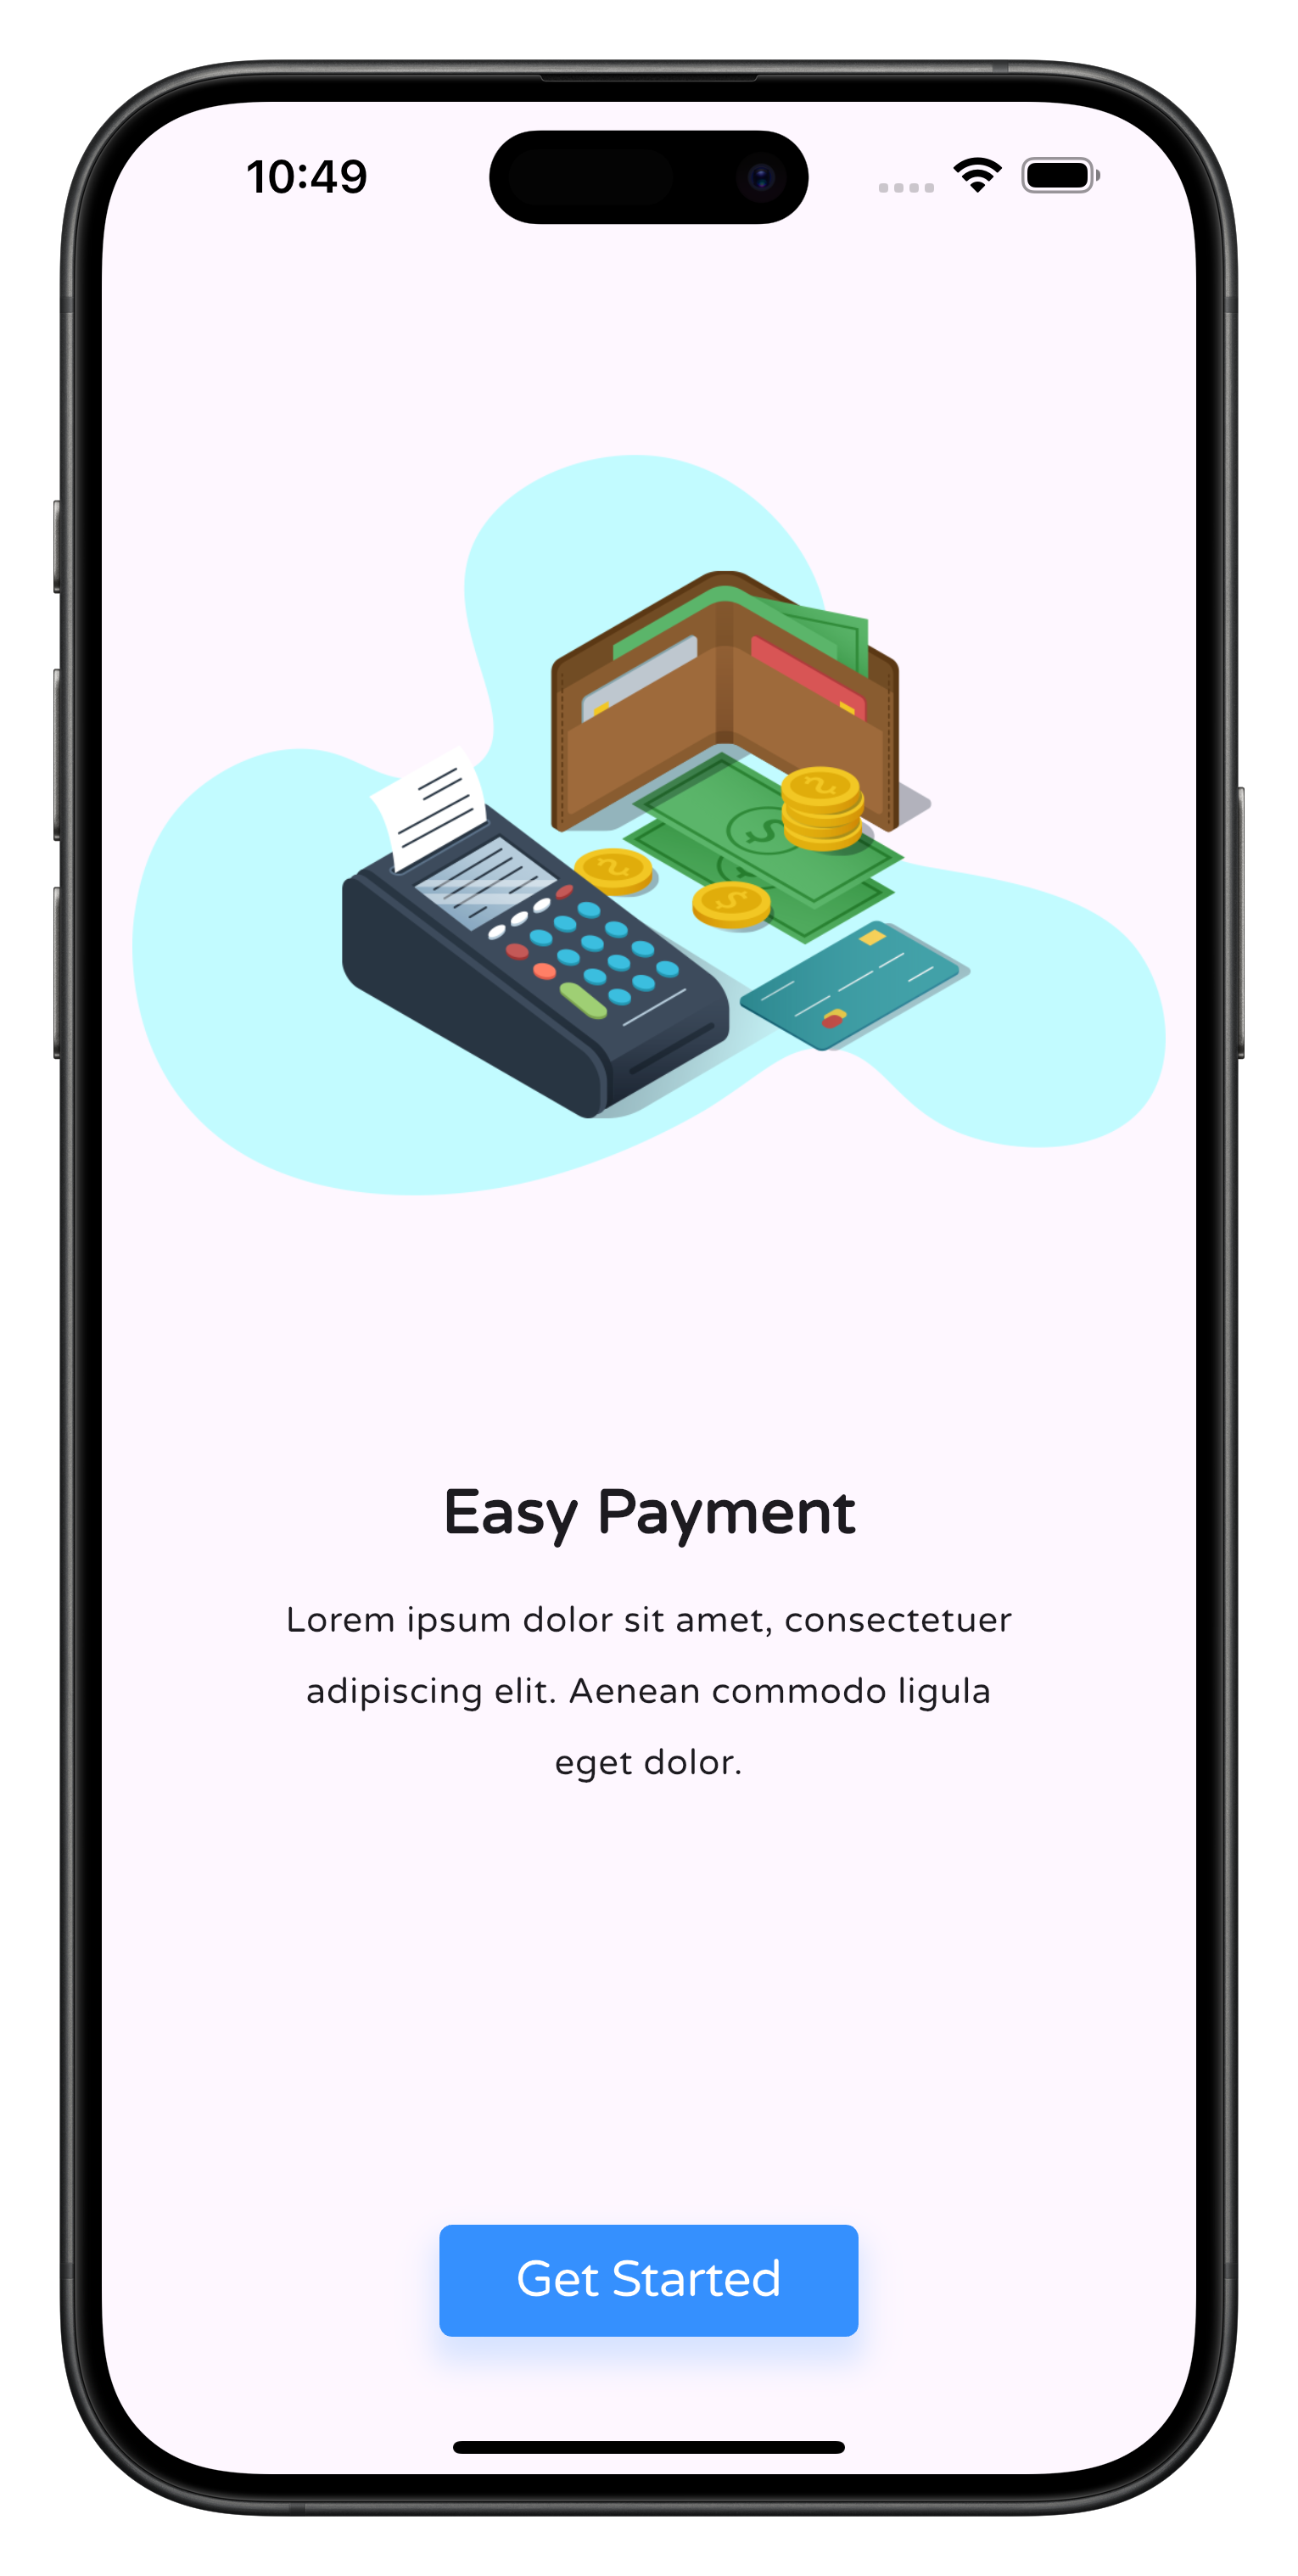 10:49
Easy Payment
Lorem ipsum dolor sit amet, consectetuer
adipiscing elit. Aenean commodo ligula
eget dolor.
Get Started